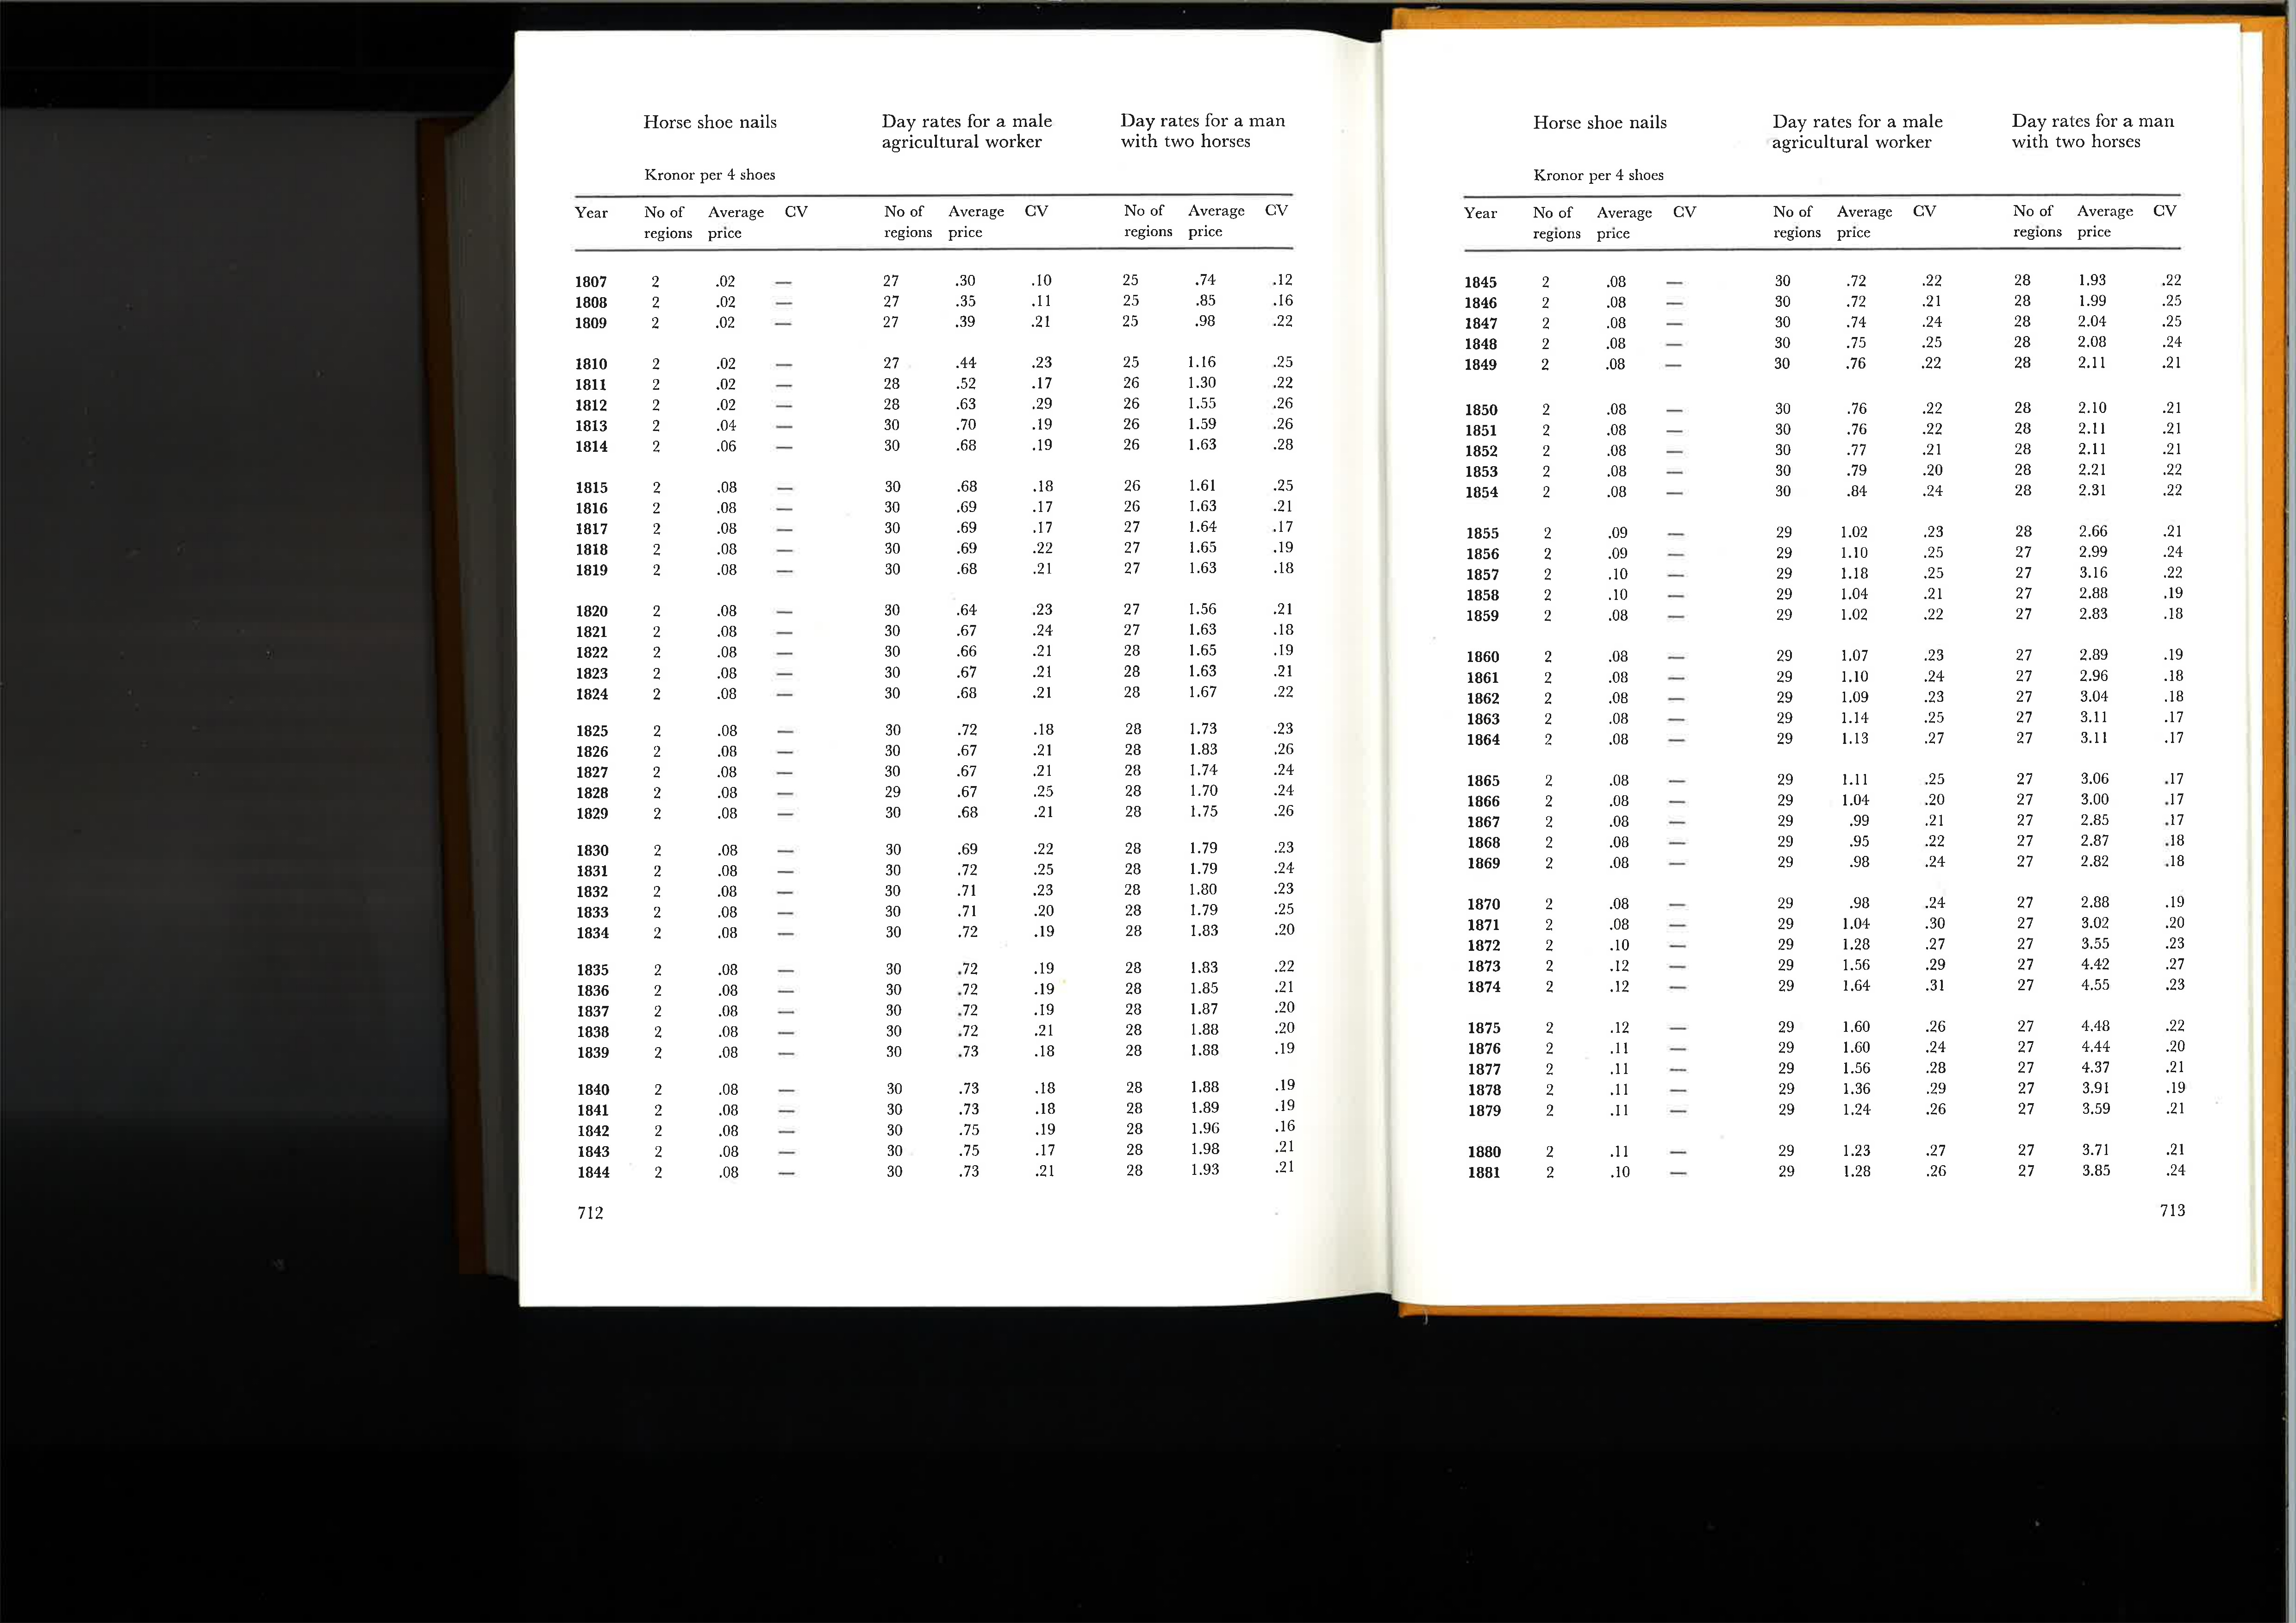 Horse shoe nails Day rates for a male Day rates for a man
agricultural worker with two horses
Kronor per 4 shoes
Year No of Average CV No of Average CV No of Average CV
regions price regions price regions price
1807 2 .02 — 27 .30 .10 25 .74 .12
1808 2 .02 — 27 .35 .11 25 .85 .16
1809 2 .02 — 27 .39 .21 25 .98 .22
1810 2 .02 — 27 .44 .23 25 1.16 .25
1811 2 .02 — 28 .52 .17 26 1.30 .22
1812 2 .02 — 28 .63 .29 26 1.55 .26
1813 2 .04 — 30 .70 .19 26 1.59 .26
1814 2 .06 — 30 .68 .19 26 1.63 .28
1815 2 .08 — 30 .68 .18 26 1.61 .25
1816 2 .08 — 30 .69 .17 26 1.63 .21
1817 2 .08 — 30 .69 .17 27 1.64 .17
1818 2 .08 — 30 .69 .22 27 1.65 .19
1819 2 .08 — 30 .68 .21 27 1.63 .18
1820 2 .08 — 30 .64 .23 27 1.56 .21
1821 2 .08 — 30 .67 .24 27 1.63 .18
1822 2 .08 — 30 .66 .21 28 1.65 .19
1823 2 .08 — 30 .67 .21 28 1.63 .21
1824 2 .08 — 30 .68 .21 28 1.67 .22
1825 2 .08 — 30 .72 .18 28 1.73 .23
1826 2 .08 — 30 .67 .21 28 1.83 .26
1827 2 .08 — 30 .67 .21 28 1.74 .24
1828 2 .08 — 29 .67 .25 28 1.70 .24
1829 2 .08 — 30 .68 .21 28 1.75 .26
1830 2 .08 — 30 .69 .22 28 1.79 .23
1831 2 .08 — 30 .72 .25 28 1.79 .24
1832 2 .08 — 30 .71 .23 28 1.80 .23
1833 2 .08 — 30 .71 .20 28 1.79 .25
1834 2 .08 — 30 .72 .19 28 1.83 .20
1835 2 .08 — 30 .72 .19 28 1.83 .22
1836 2 .08 — 30 .72 .19 28 1.85 .21
1837 2 .08 — 30 .72 .19 28 1.87 .20
1838 2 .08 — 30 .72 .21 28 1.88 .20
1839 2 .08 — 30 .73 .18 28 1.88 .19
1840 2 .08 — 30 .73 .18 28 1.88 .19
1841 2 .08 — 30 .73 .18 28 1.89 .19
1842 2 .08 — 30 .75 .19 28 1.96 .16
1843 2 .08 — 30 .75 .17 28 1.98 .21
1844 2 .08 — 30 .73 .21 28 1.93 .21
712
Horse shoe nails Day rates for a male Day rates for a man
agricultural worker with two horses
Kronor per 4 shoes
Year No of Average CV No of Average CV No of Average CV
regions price regions price regions price
1845 2 .08 — 30 .72 .22 28 1.93 .22
1846 2 .08 — 30 .72 .21 28 1.99 .25
1847 2 .08 — 30 .74 .24 28 2.04 .25
1848 2 .08 — 30 .75 .25 28 2.08 .24
1849 2 .08 — 30 .76 .22 28 2.11 .21
1850 2 .08 — 30 .76 .22 28 2.10 .21
1851 2 .08 — 30 .76 .22 28 2.11 .21
1852 2 .08 — 30 .77 .21 28 2.11 .21
1853 2 .08 — 30 .79 .20 28 2.21 .22
1854 2 .08 — 30 .84 .24 28 2.31 .22
1855 2 .09 — 29 1.02 .23 28 2.66 .21
1856 2 .09 — 29 1.10 .25 27 2.99 .24
1857 2 .10 — 29 1.18 .25 27 3.16 .22
1858 2 .10 — 29 1.04 .21 27 2.88 .19
1859 2 .08 — 29 1.02 .22 27 2.83 .18
1860 2 .08 — 29 1.07 .23 27 2.89 .19
1861 2 .08 — 29 1.10 .24 27 2.96 .18
1862 2 .08 — 29 1.09 .23 27 3.04 .18
1863 2 .08 — 29 1.14 .25 27 3.11 .17
1864 2 .08 — 29 1.13 .27 27 3.11 .17
1865 2 .08 — 29 1.11 .25 27 3.06 .17
1866 2 .08 — 29 1.04 .20 27 3.00 .17
1867 2 .08 — 29 .99 .21 27 2.85 .17
1868 2 .08 — 29 .95 .22 27 2.87 .18
1869 2 .08 — 29 .98 .24 27 2.82 .18
1870 2 .08 — 29 .98 .24 27 2.88 .19
1871 2 .08 — 29 1.04 .30 27 3.02 .20
1872 2 .10 — 29 1.28 .27 27 3.55 .23
1873 2 .12 — 29 1.56 .29 27 4.42 .27
1874 2 .12 — 29 1.64 .31 27 4.55 .23
1875 2 .12 — 29 1.60 .26 27 4.48 .22
1876 2 .11 — 29 1.60 .24 27 4.44 .20
1877 2 .11 — 29 1.56 .28 27 4.37 .21
1878 2 .11 — 29 1.36 .29 27 3.91 .19
1879 2 .11 — 29 1.24 .26 27 3.59 .21
1880 2 .11 — 29 1.23 .27 27 3.71 .21
1881 2 .10 — 29 1.28 .26 27 3.85 .24
713